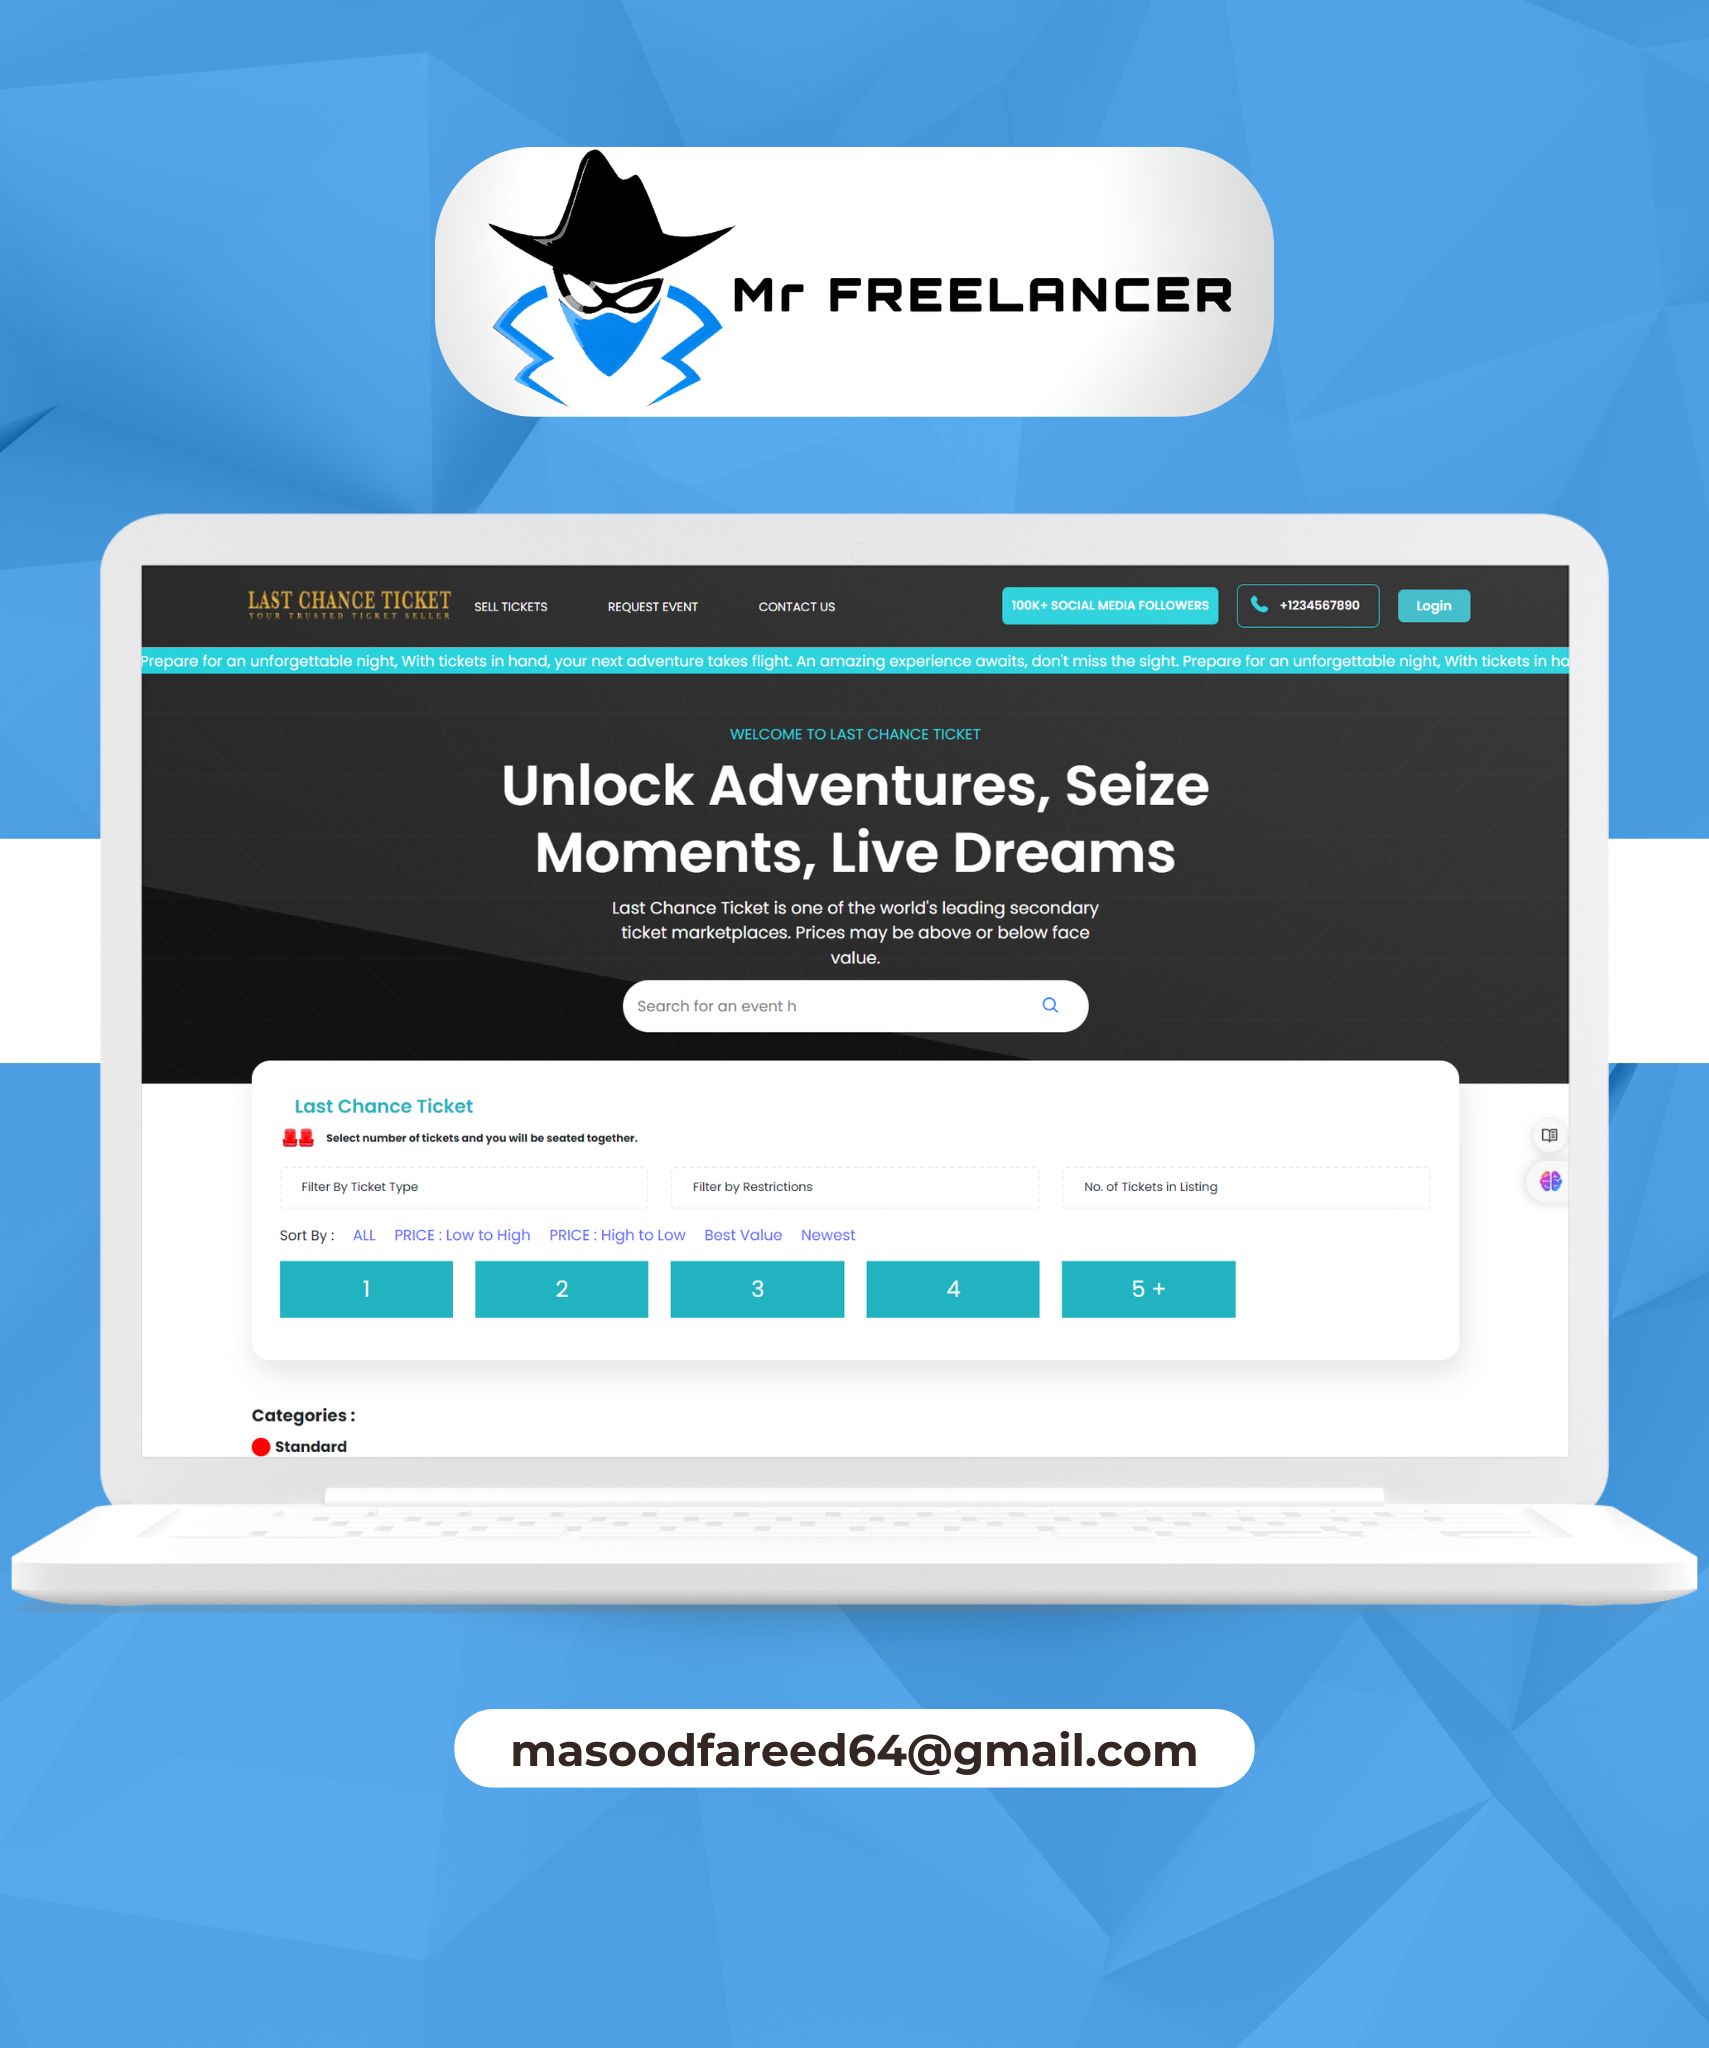 Mr FREELANCER
LAST CHANCE TICKET
YOUR TRUSTED TICKET SELLER
SELL TICKETS
REQUEST EVENT
CONTACT US
100K+ SOCIAL MEDIA FOLLOWERS
+1234567890
Login
Prepare for an unforgettable night, With tickets in hand, your next adventure takes flight. An amazing experience awaits, don't miss the sight. Prepare for an unforgettable night, With tickets in ha
WELCOME TO LAST CHANCE TICKET
Unlock Adventures, Seize
Moments, Live Dreams
Last Chance Ticket is one of the world's leading secondary
ticket marketplaces. Prices may be above or below face
value.
Search for an event h
Last Chance Ticket
Select number of tickets and you will be seated together.
Filter By Ticket Type
Filter by Restrictions
No. of Tickets in Listing
Sort By : ALL PRICE : Low to High PRICE : High to Low Best Value Newest
1 2 3 4 5 +
Categories :
Standard
masoodfareed64@gmail.com